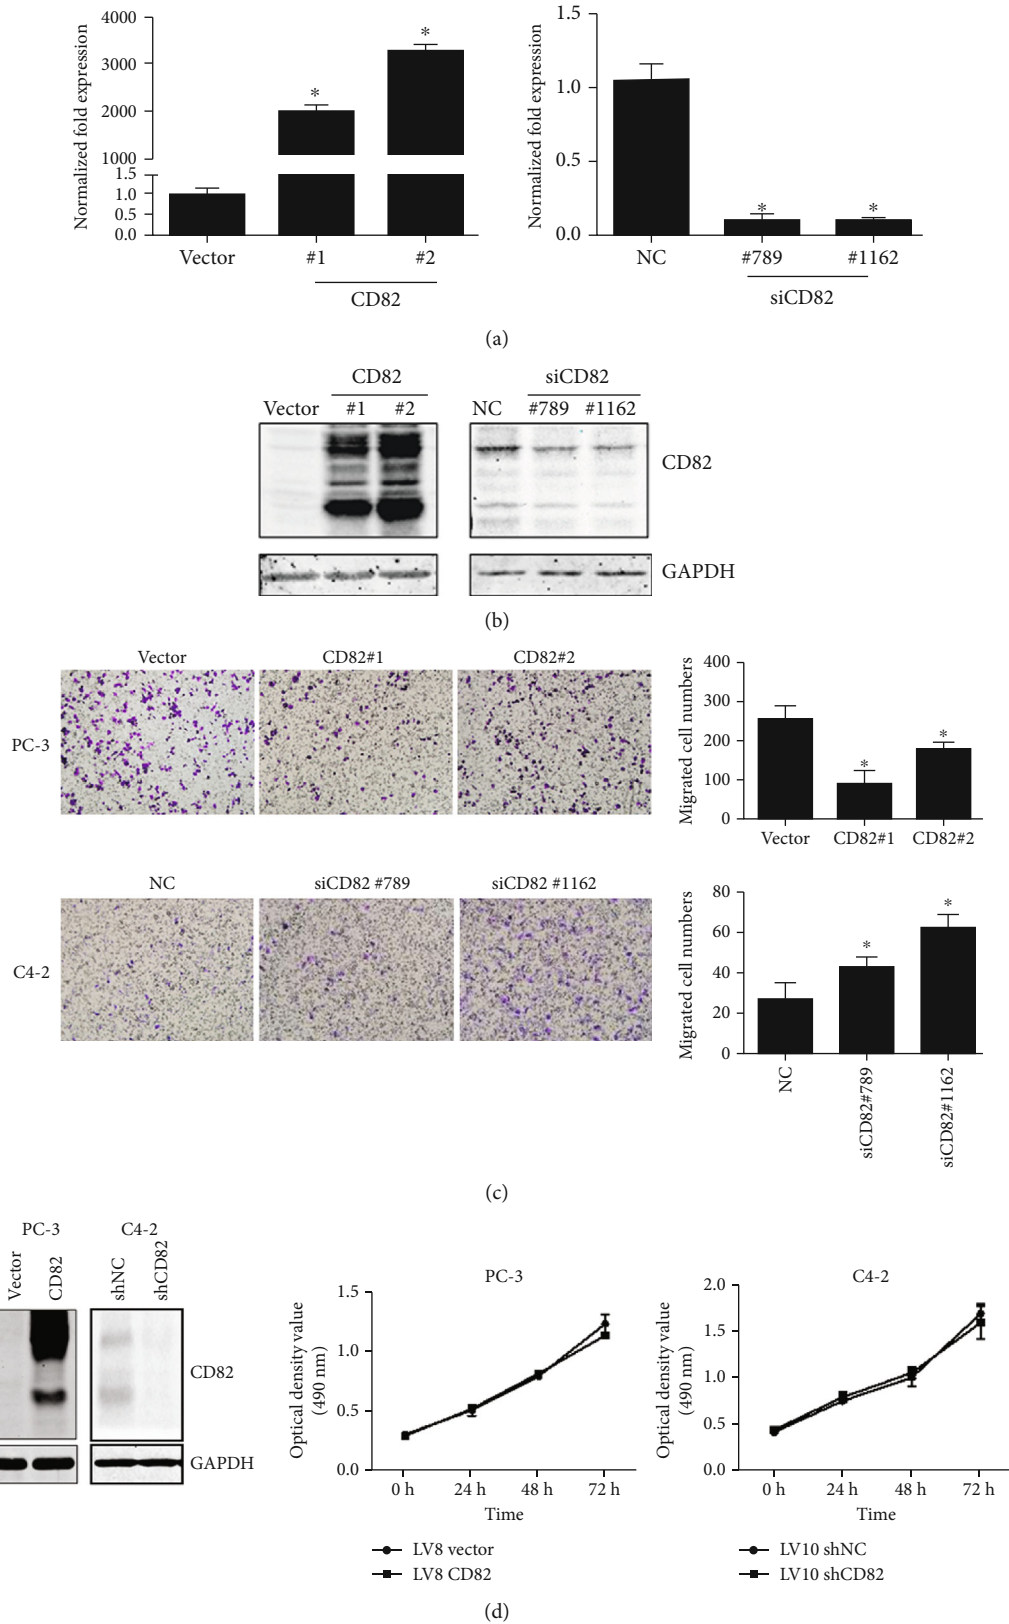 Normalized fold expression
4000
3000
2000
1000
1.5
1.0
0.5
0.0
*
*
Vector
#1
#2
CD82
Normalized fold expression
1.5
1.0
0.5
0.0
*
*
NC
#789
#1162
siCD82
(a)
CD82
siCD82
Vector
#1
#2
NC
#789
#1162
CD82
GAPDH
(b)
Vector
CD82#1
CD82#2
PC-3
Migrated cell numbers
400
300
200
100
0
*
*
Vector
CD82#1
CD82#2
NC
siCD82 #789
siCD82 #1162
C4-2
Migrated cell numbers
80
60
40
20
0
*
*
NC
siCD82#789
siCD82#1162
(c)
PC-3
C4-2
Vector
CD82
shNC
shCD82
CD82
GAPDH
PC-3
Optical density value
(490 nm)
1.5
1.0
0.5
0.0
0 h
24 h
48 h
72 h
Time
LV8 vector
LV8 CD82
C4-2
Optical density value
(490 nm)
2.0
1.5
1.0
0.5
0.0
0 h
24 h
48 h
72 h
Time
LV10 shNC
LV10 shCD82
(d)